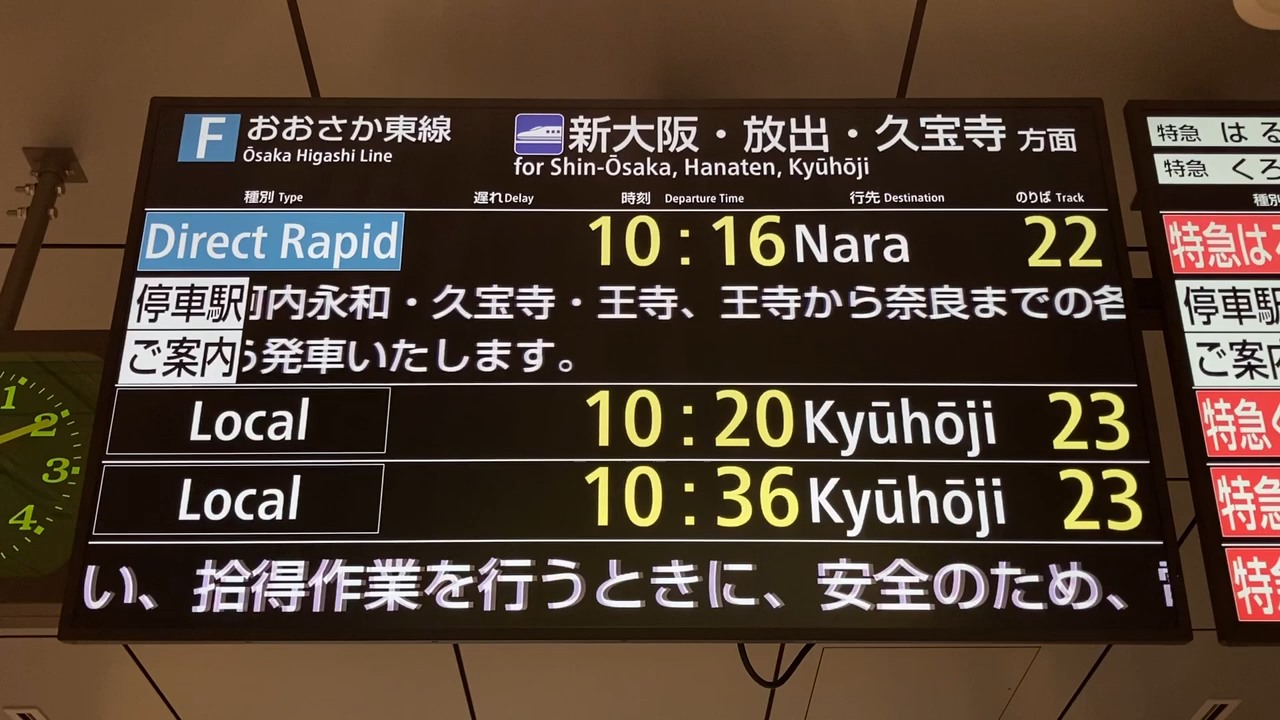 F おおさか東線
Ōsaka Higashi Line
新大阪・放出・久宝寺 方面
for Shin-Ōsaka, Hanaten, Kyūhōji
種別 Type 遅れ Delay 時刻 Departure Time 行先 Destination のりば Track
Direct Rapid 10:16 Nara 22
停車駅 内永和・久宝寺・王寺、王寺から奈良までの各
ご案内 ら発車いたします。
Local 10:20 Kyūhōji 23
Local 10:36 Kyūhōji 23
い、拾得作業を行うときに、安全のため、
1
2
3
4
特急 はる
特急 くろ
種別
特急は
停車駅
ご案内
特急
特急
特急